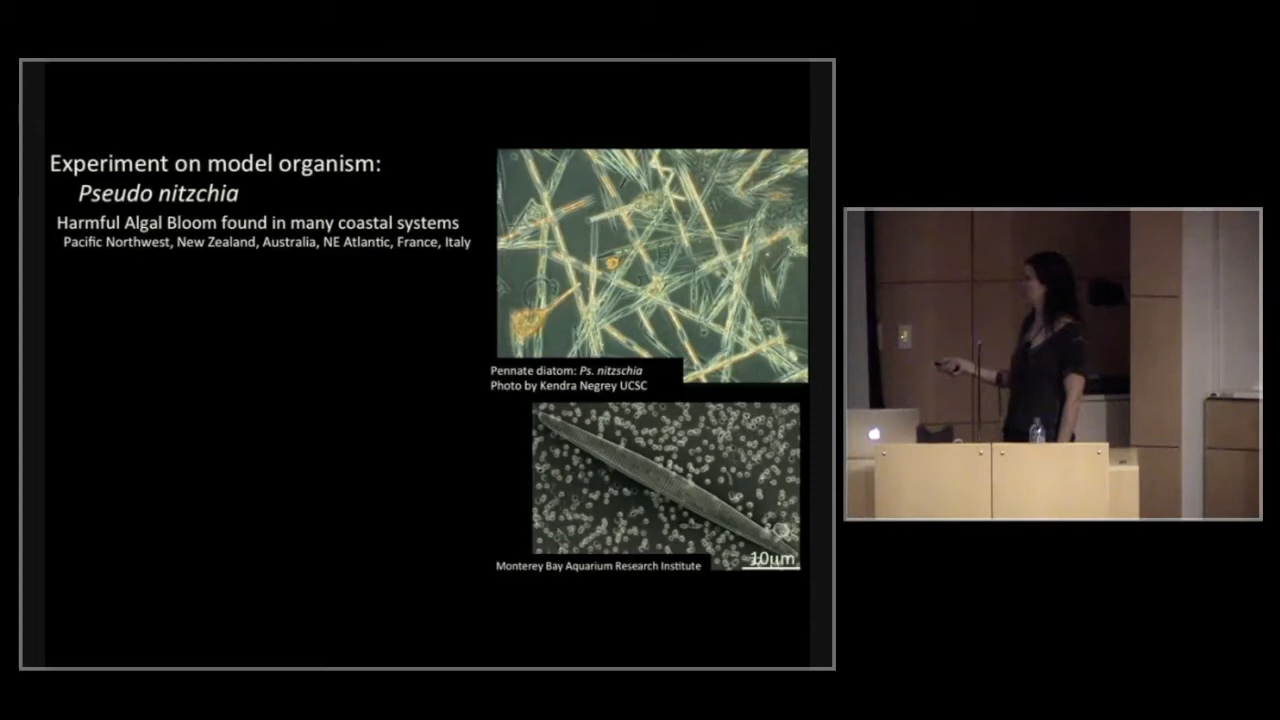 Experiment on model organism:
Pseudo nitzchia
Harmful Algal Bloom found in many coastal systems
Pacific Northwest, New Zealand, Australia, NE Atlantic, France, Italy
Pennate diatom: Ps. nitzschia
Photo by Kendra Negrey UCSC
10µm
Monterey Bay Aquarium Research Institute